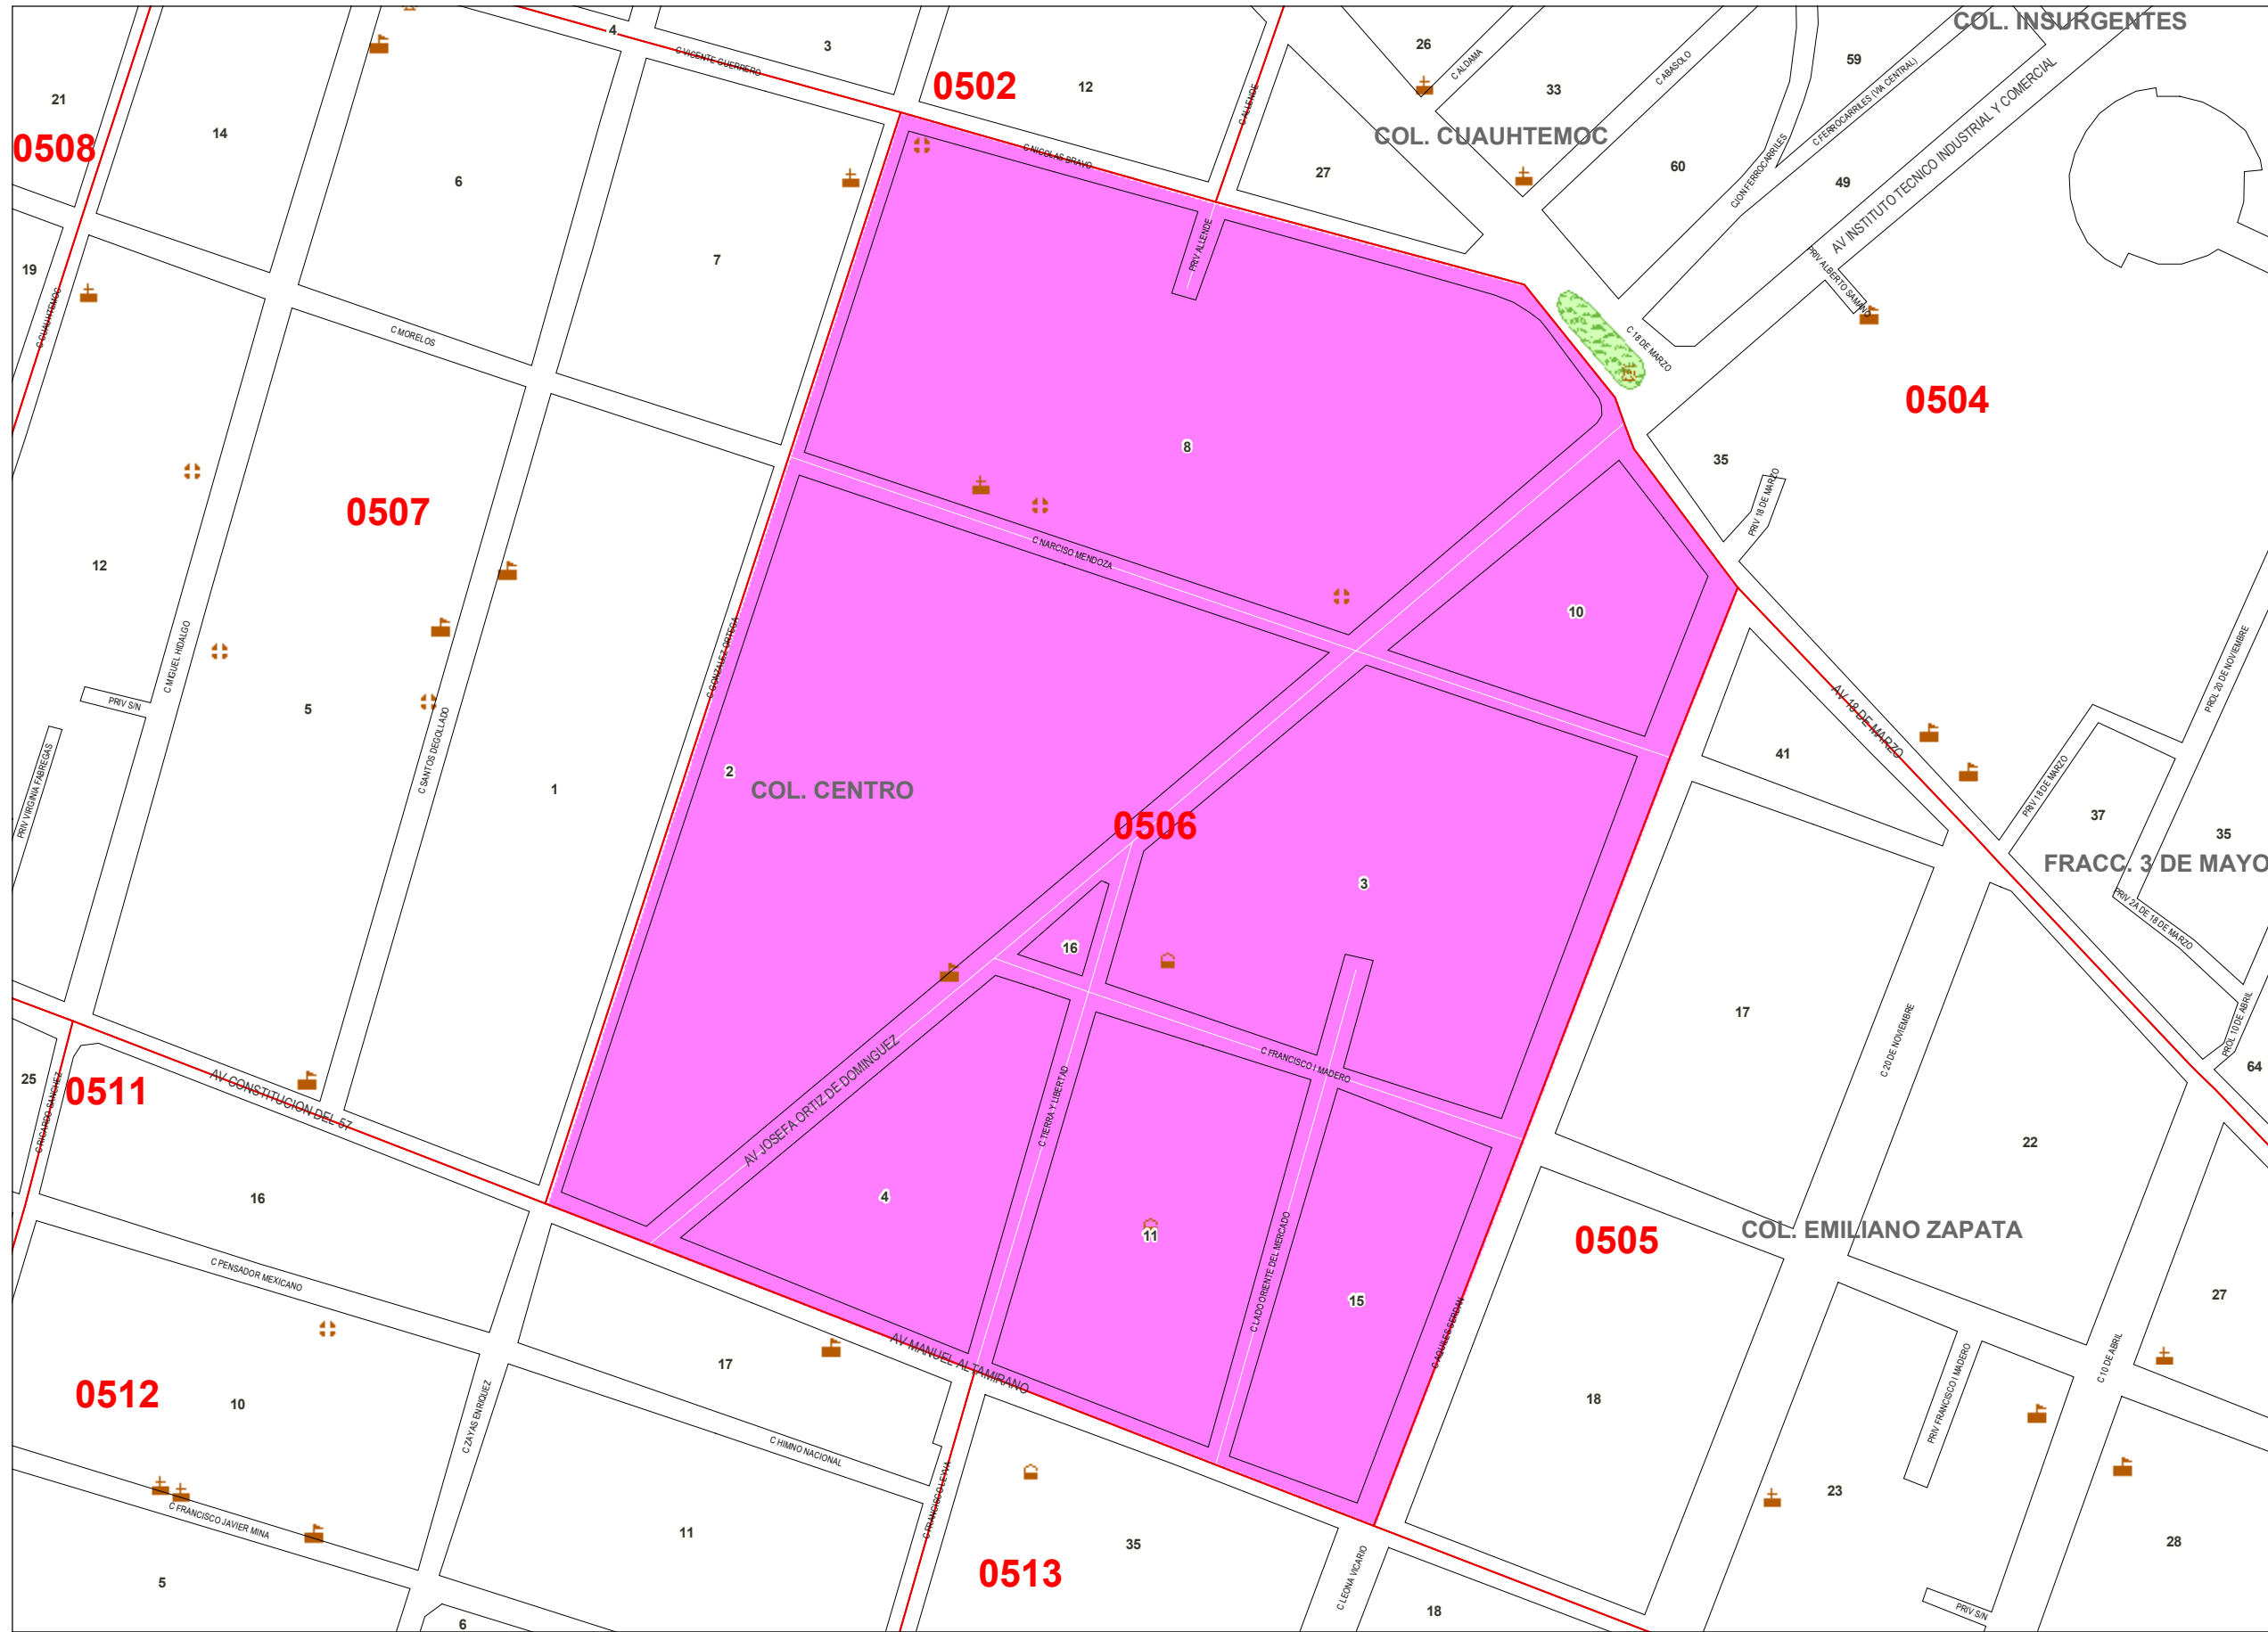 COL. INSURGENTES
4
3
26
C VICENTE GUERRERO
C ALDAMA
C ABASOLO
59
0502
12
33
21
14
C ALLENDE
COL. CUAUHTEMOC
C FERROCARRILES (VIA CENTRAL)
AV INSTITUTO TECNICO INDUSTRIAL Y COMERCIAL
0508
C NICOLAS BRAVO
27
60
CJON FERROCARRILES
49
6
7
19
PRIV ALLENDE
PRIV ALBERTO SAMANO
C CUAUHTEMOC
C MORELOS
C 18 DE MARZO
0504
8
35
PRIV 18 DE MARZO
0507
12
C NARCISO MENDOZA
10
C MIGUEL HIDALGO
C GONZALEZ ORTEGA
PROL 20 DE NOVIEMBRE
PRIV S/N
5
C SANTOS DEGOLLADO
AV 18 DE MARZO
PRIV VIRGINIA FABREGAS
1
2
COL. CENTRO
41
PRIV 18 DE MARZO
0506
37
35
FRACC. 3 DE MAYO
3
PRIV 2A DE 18 DE MARZO
16
17
C 20 DE NOVIEMBRE
PROL 10 DE ABRIL
64
C FRANCISCO I MADERO
25
0511
C RICARDO SANCHEZ
AV CONSTITUCION DEL 57
AV JOSEFA ORTIZ DE DOMINGUEZ
C TIERRA Y LIBERTAD
22
16
4
11
C LADO ORIENTE DEL MERCADO
0505
COL. EMILIANO ZAPATA
C PENSADOR MEXICANO
15
27
C AQUILES SERDAN
17
AV MANUEL ALTAMIRANO
PRIV FRANCISCO I MADERO
C 10 DE ABRIL
0512
10
C ZAYAS ENRIQUEZ
18
C HIMNO NACIONAL
C FRANCISCO LEYVA
23
C FRANCISCO JAVIER MINA
11
35
28
0513
5
C LEONA VICARIO
18
PRIV S/N
6